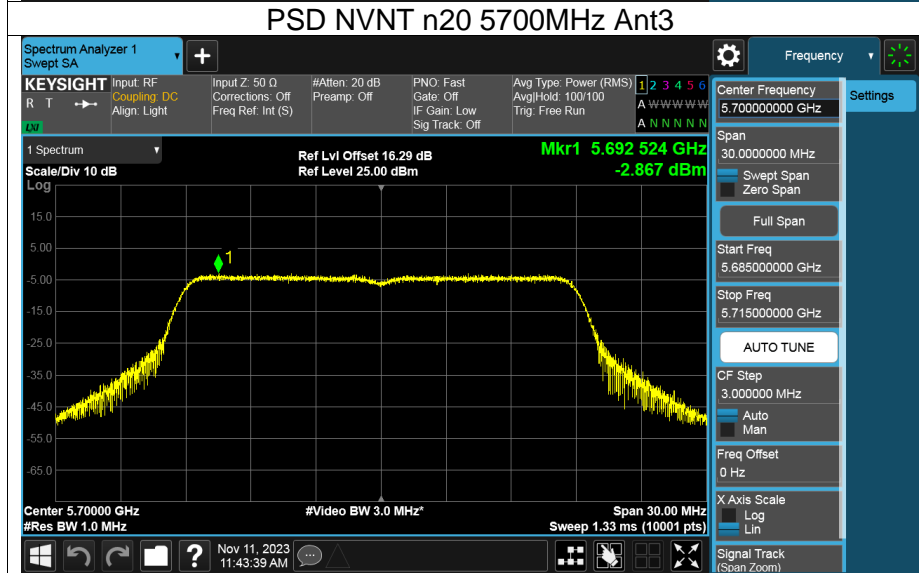 PSD NVNT n20 5700MHz Ant3
Spectrum Analyzer 1
Swept SA
+
Frequency
KEYSIGHT
R T
LXI
Input: RF
Coupling: DC
Align: Light
Input Z: 50 Ω
Corrections: Off
Freq Ref: Int (S)
#Atten: 20 dB
Preamp: Off
PNO: Fast
Gate: Off
IF Gain: Low
Sig Track: Off
Avg Type: Power (RMS)
Avg|Hold: 100/100
Trig: Free Run
1 2 3 4 5 6
A W W W W W
A N N N N N
1 Spectrum
Scale/Div 10 dB
Ref Lvl Offset 16.29 dB
Ref Level 25.00 dBm
Mkr1 5.692 524 GHz
-2.867 dBm
Log
15.0
5.00
-5.00
-15.0
-25.0
-35.0
-45.0
-55.0
-65.0
1
Center 5.70000 GHz
#Res BW 1.0 MHz
#Video BW 3.0 MHz*
Span 30.00 MHz
Sweep 1.33 ms (10001 pts)
?
Nov 11, 2023
11:43:39 AM
Center Frequency
5.700000000 GHz
Settings
Span
30.0000000 MHz
Swept Span
Zero Span
Full Span
Start Freq
5.685000000 GHz
Stop Freq
5.715000000 GHz
AUTO TUNE
CF Step
3.000000 MHz
Auto
Man
Freq Offset
0 Hz
X Axis Scale
Log
Lin
Signal Track
(Span Zoom)